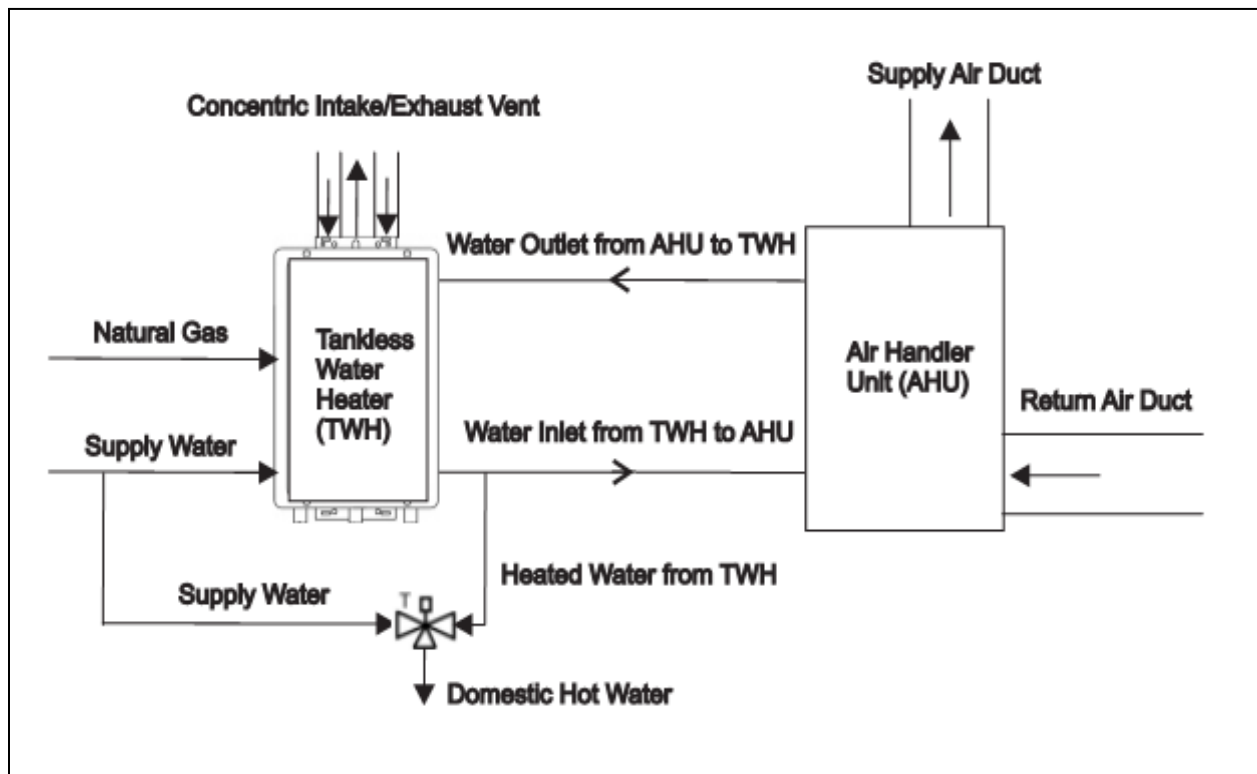 Supply Air Duct
Concentric Intake/Exhaust Vent
Water Outlet from AHU to TWH
Natural Gas
Tankless
Water
Heater
(TWH)
Air Handler
Unit (AHU)
Return Air Duct
Supply Water
Water Inlet from TWH to AHU
Heated Water from TWH
Supply Water
T
Domestic Hot Water